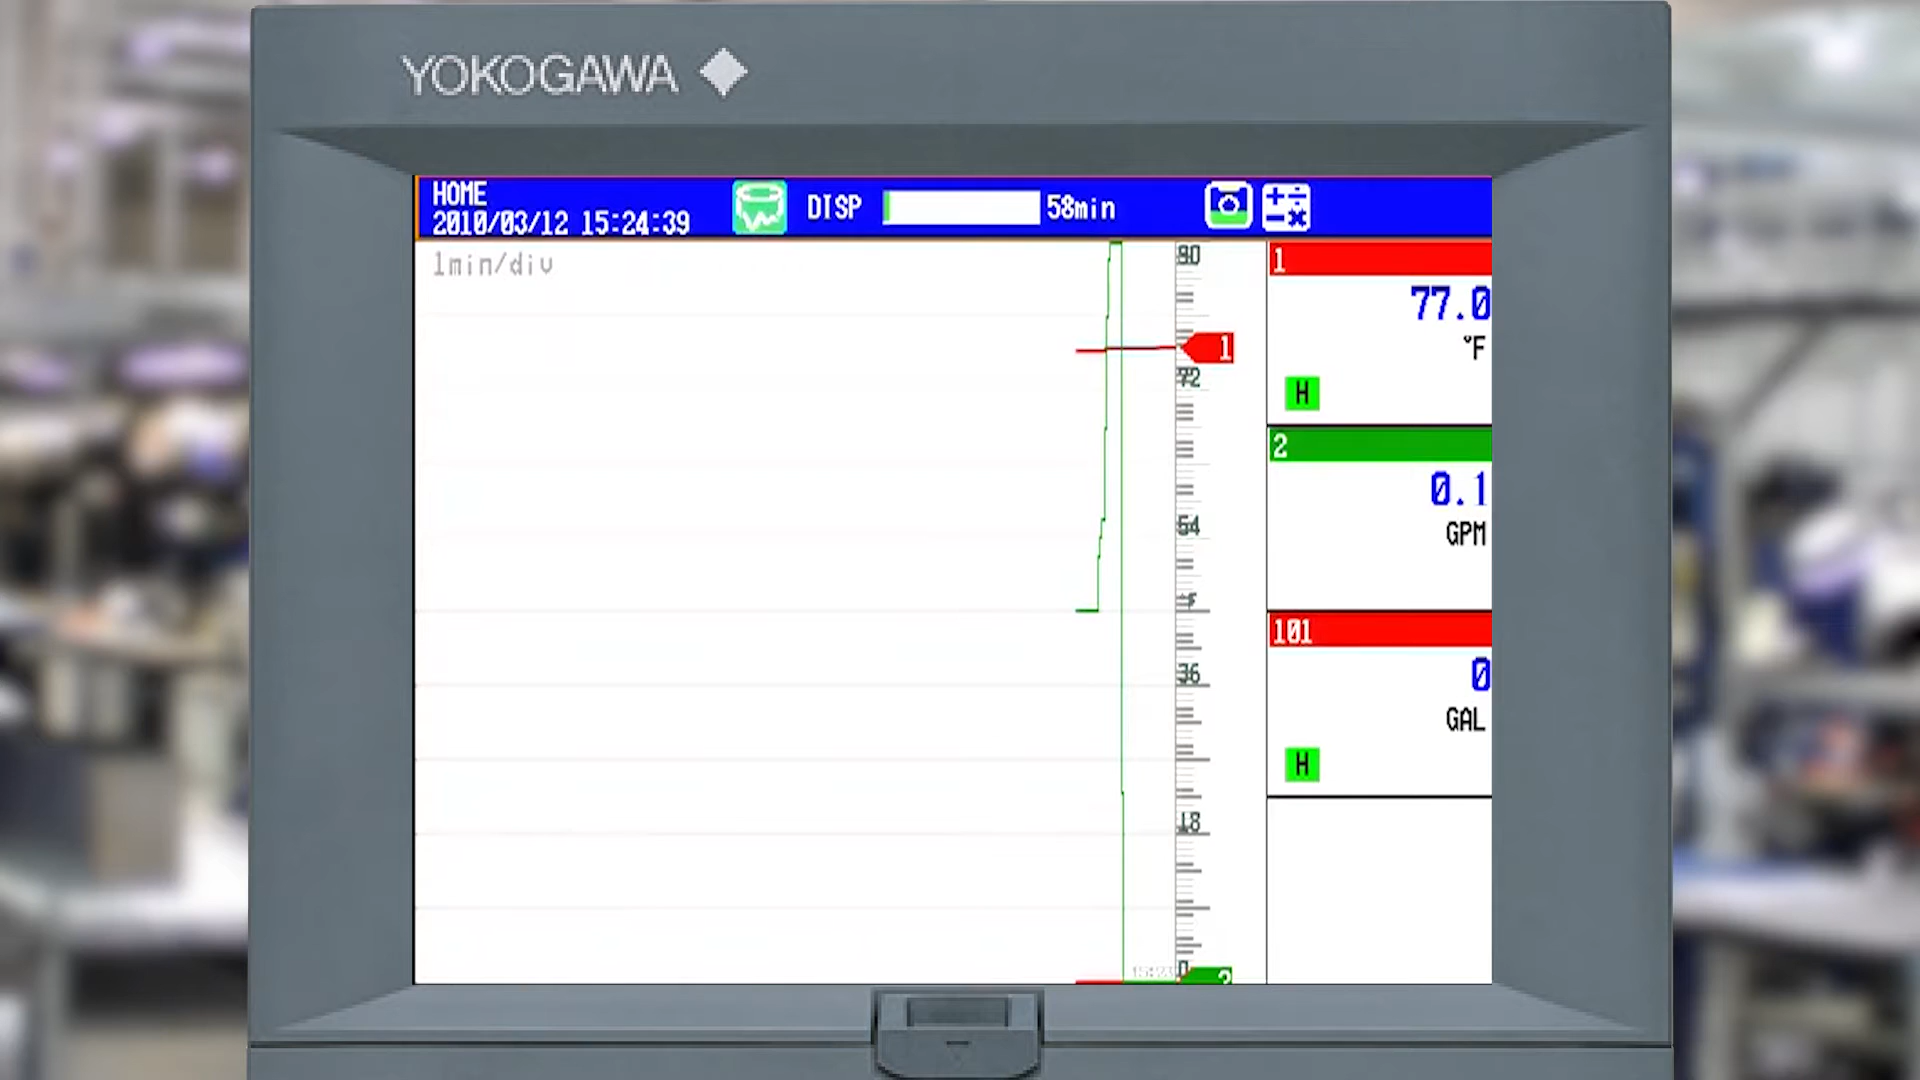 YOKOGAWA
HOME
2010/03/12 15:24:39
DISP
58min
1min/div
1
77.0
°F
H
2
0.1
GPM
101
0
GAL
H
1
72
54
°F
36
18
0
2